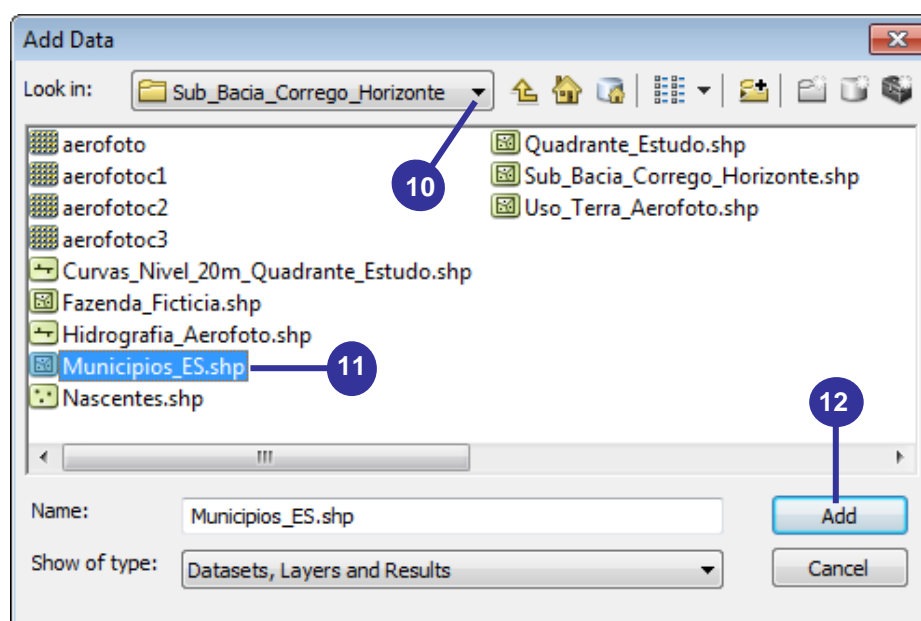 Add Data
Look in:
Sub_Bacia_Corrego_Horizonte
10
aerofoto
aerofotoc1
aerofotoc2
aerofotoc3
Curvas_Nivel_20m_Quadrante_Estudo.shp
Fazenda_Ficticia.shp
Hidrografia_Aerofoto.shp
Municipios_ES.shp
11
Nascentes.shp
Quadrante_Estudo.shp
Sub_Bacia_Corrego_Horizonte.shp
Uso_Terra_Aerofoto.shp
12
Name:
Municipios_ES.shp
Add
Show of type:
Datasets, Layers and Results
Cancel